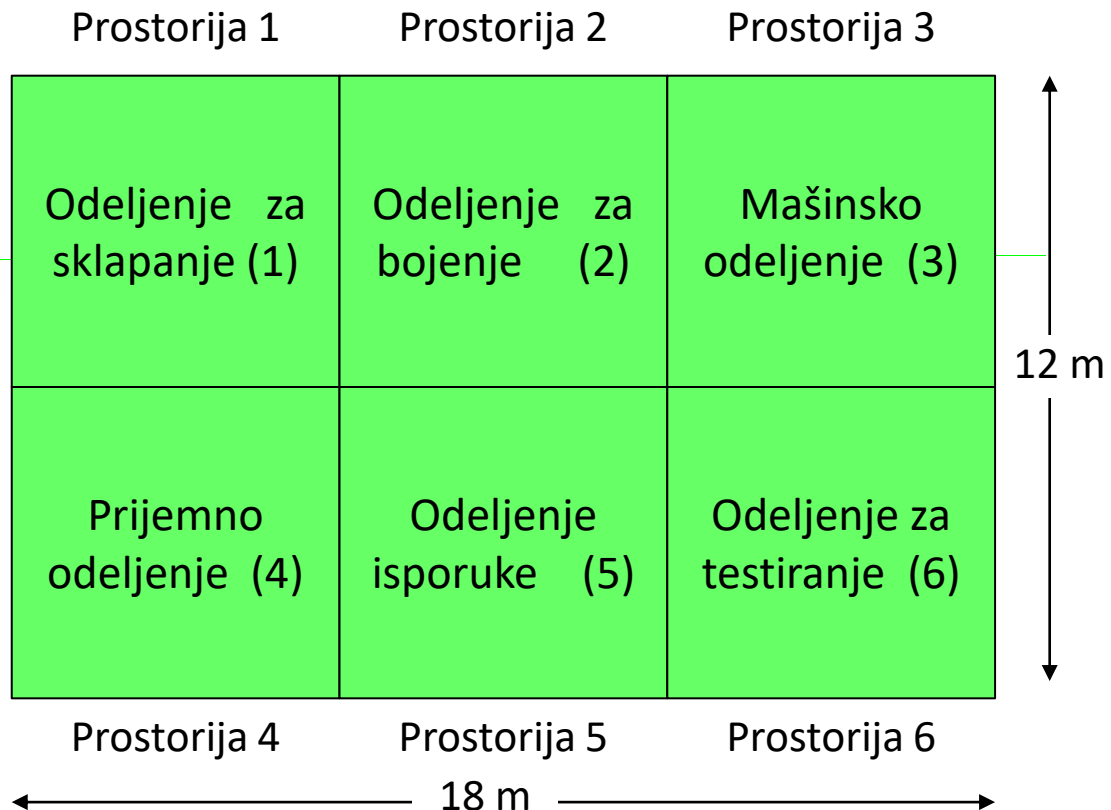 Prostorija 1
Prostorija 2
Prostorija 3
Odeljenje za
sklapanje (1)
Odeljenje za
bojenje (2)
Mašinsko
odeljenje (3)
12 m
Prijemno
odeljenje (4)
Odeljenje
isporuke (5)
Odeljenje za
testiranje (6)
Prostorija 4
Prostorija 5
Prostorija 6
18 m